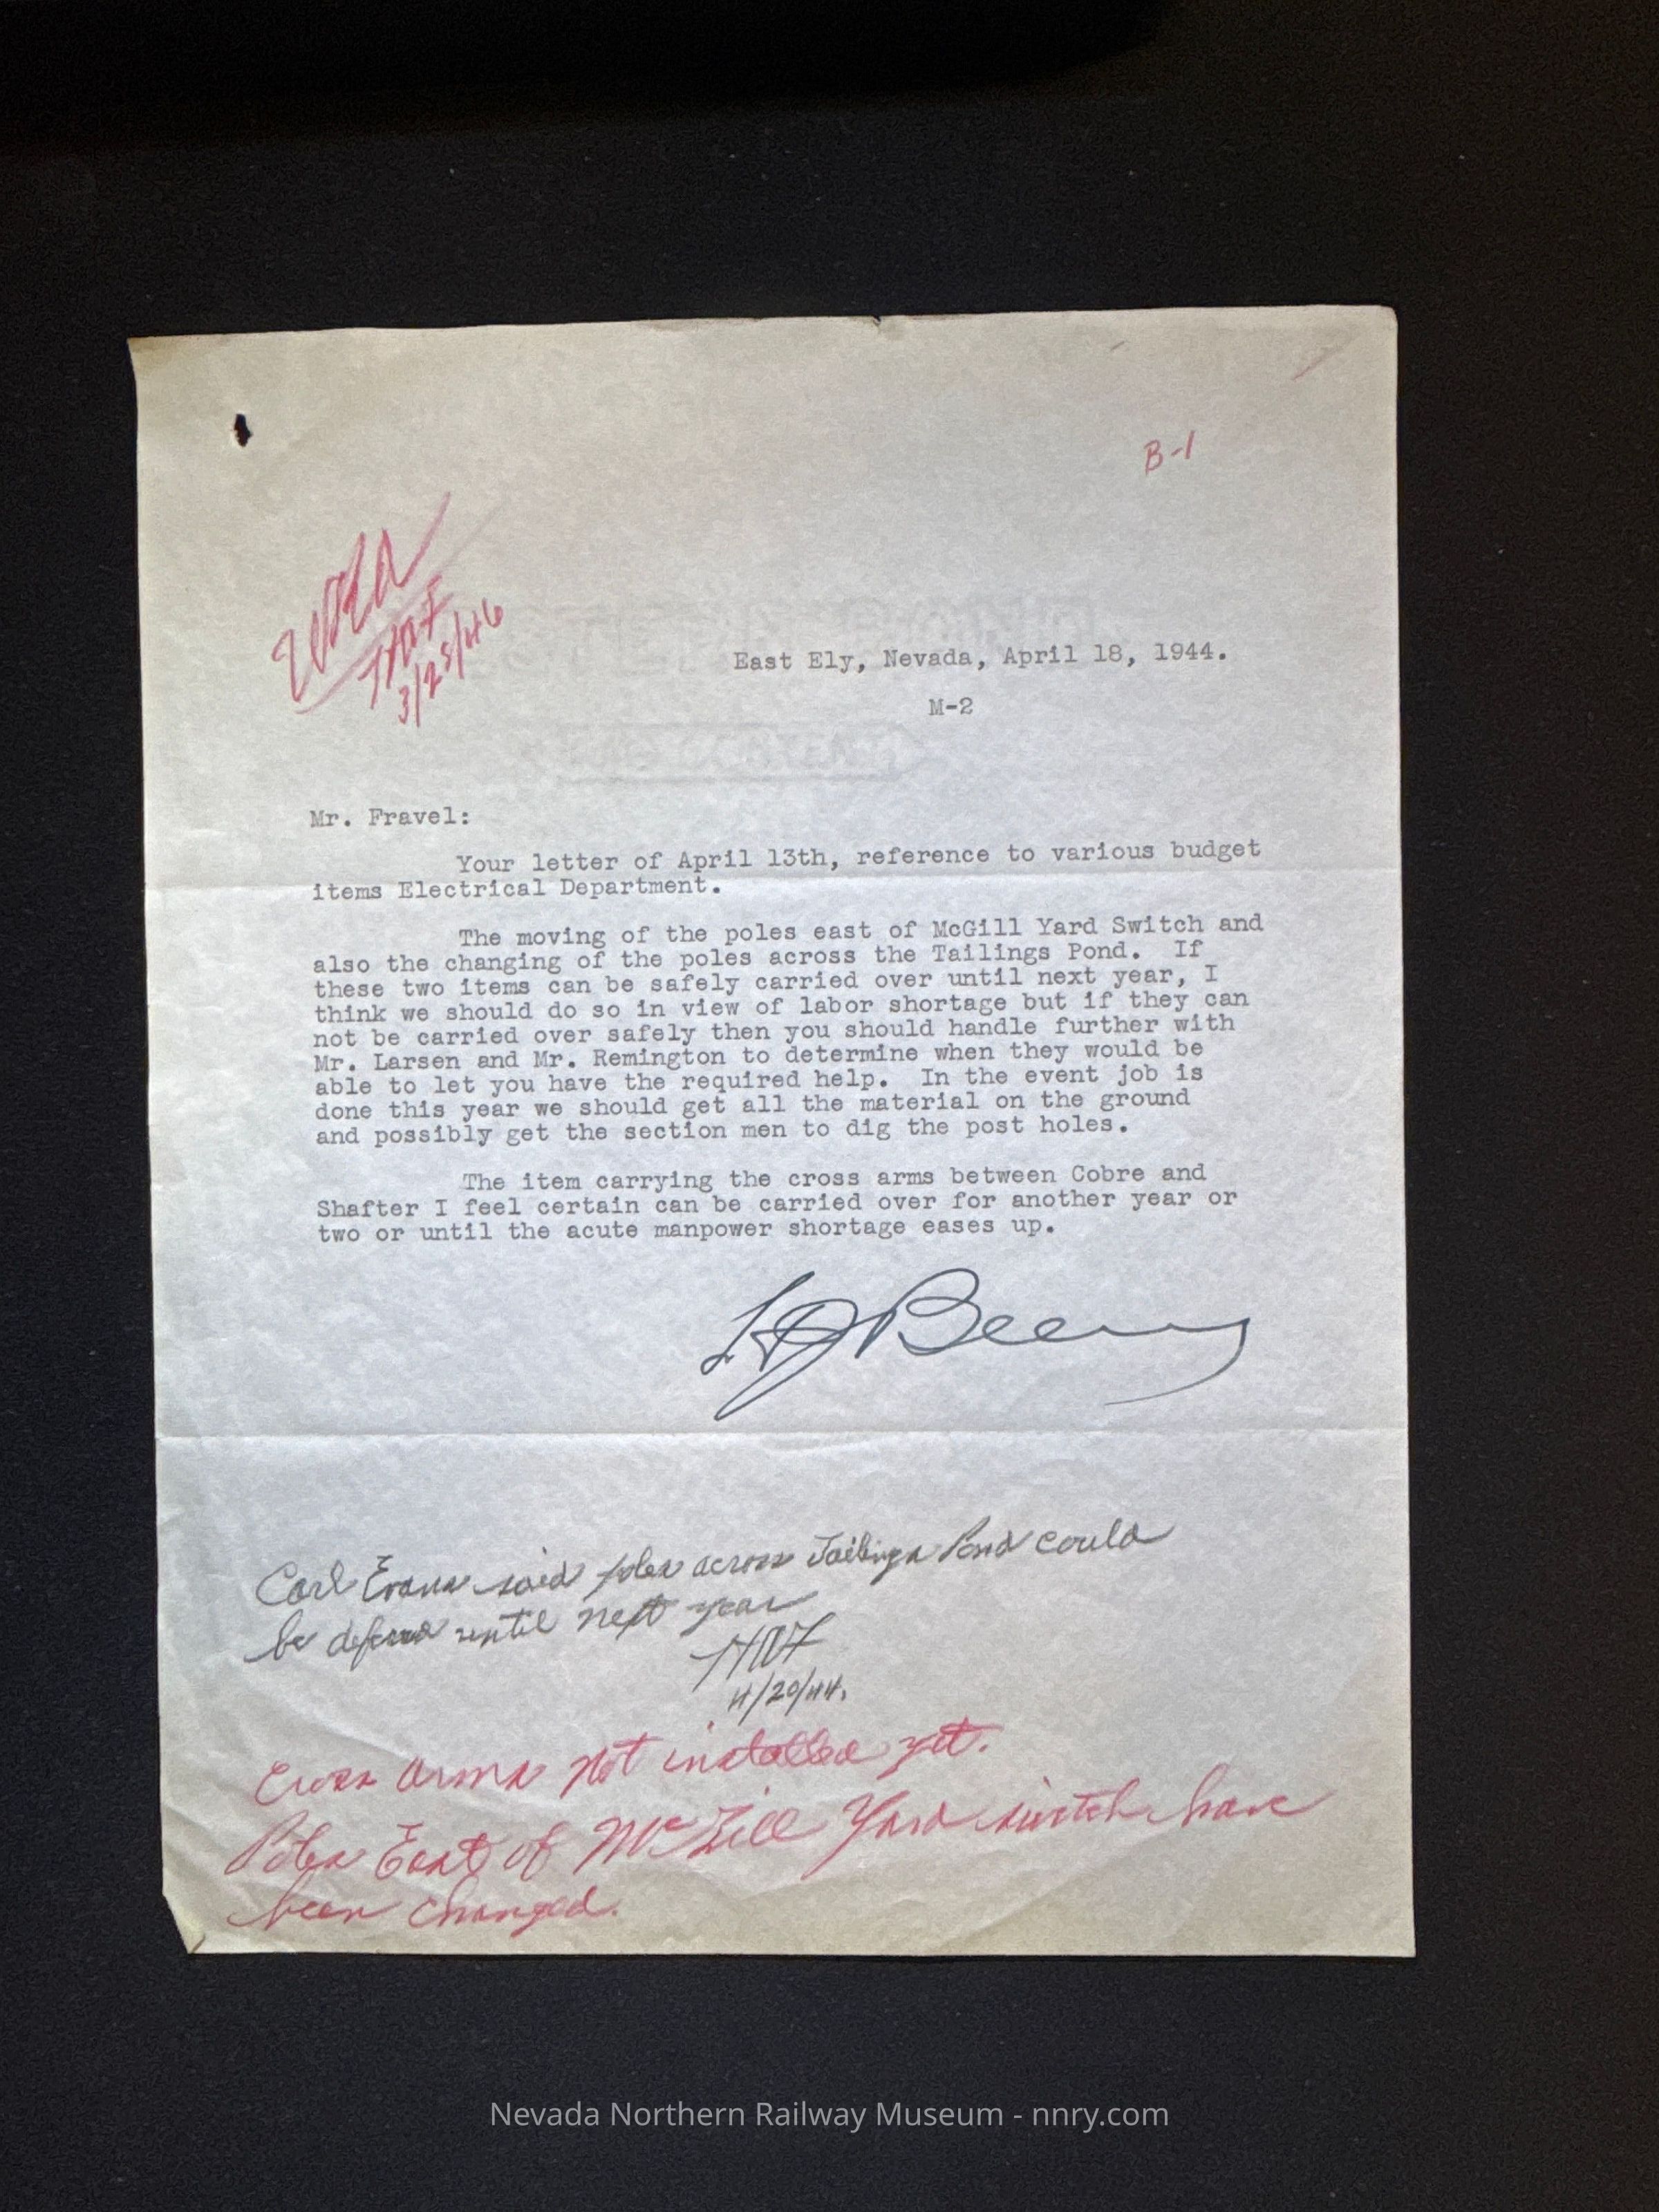 B-1
3/25/46
East Ely, Nevada, April 18, 1944.
M-2
Mr. Fravel:
Your letter of April 13th, reference to various budget
items Electrical Department.
The moving of the poles east of McGill Yard Switch and
also the changing of the poles across the Tailings Pond. If
these two items can be safely carried over until next year, I
think we should do so in view of labor shortage but if they can
not be carried over safely then you should handle further with
Mr. Larsen and Mr. Remington to determine when they would be
able to let you have the required help. In the event job is
done this year we should get all the material on the ground
and possibly get the section men to dig the post holes.
The item carrying the cross arms between Cobre and
Shafter I feel certain can be carried over for another year or
two or until the acute manpower shortage eases up.
Carl Evans said poles across Tailings Pond could
be deferred until next year
4/20/44.
Cross arms not installed yet.
Poles East of McGill Yard switch have
been changed.
Nevada Northern Railway Museum - nnry.com